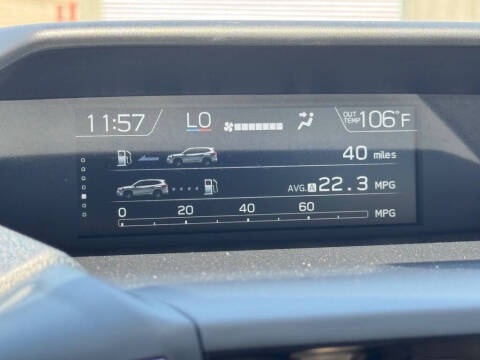 11:57 LO OUT TEMP 106°F
40 miles
AVG. A 22.3 MPG
0 20 40 60 MPG